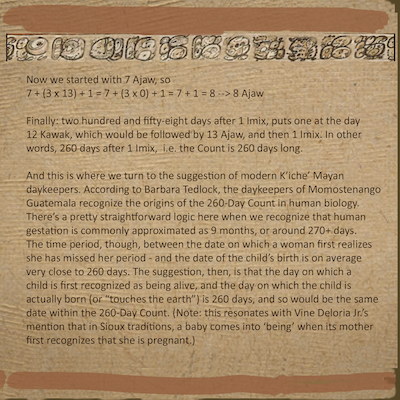 Now we started with 7 Ajaw, so
7 + (3 x 13) + 1 = 7 + (3 x 0) + 1 = 7 + 1 = 8 --> 8 Ajaw
Finally: two hundred and fifty-eight days after 1 Imix, puts one at the day
12 Kawak, which would be followed by 13 Ajaw, and then 1 Imix. In other
words, 260 days after 1 Imix,  i.e. the Count is 260 days long.
And this is where we turn to the suggestion of modern K'iche' Mayan
daykeepers. According to Barbara Tedlock, the daykeepers of Momostenango
Guatemala recognize the origins of the 260-Day Count in human biology.
There's a pretty straightforward logic here when we recognize that human
gestation is commonly approximated as 9 months, or around 270+ days.
The time period, though, between the date on which a woman first realizes
she has missed her period - and the date of the child's birth is on average
very close to 260 days. The suggestion, then, is that the day on which a
child is first recognized as being alive, and the day on which the child is
actually born (or "touches the earth") is 260 days, and so would be the same
date within the 260-Day Count. (Note: this resonates with Vine Deloria Jr.'s
mention that in Sioux traditions, a baby comes into 'being' when its mother
first recognizes that she is pregnant.)